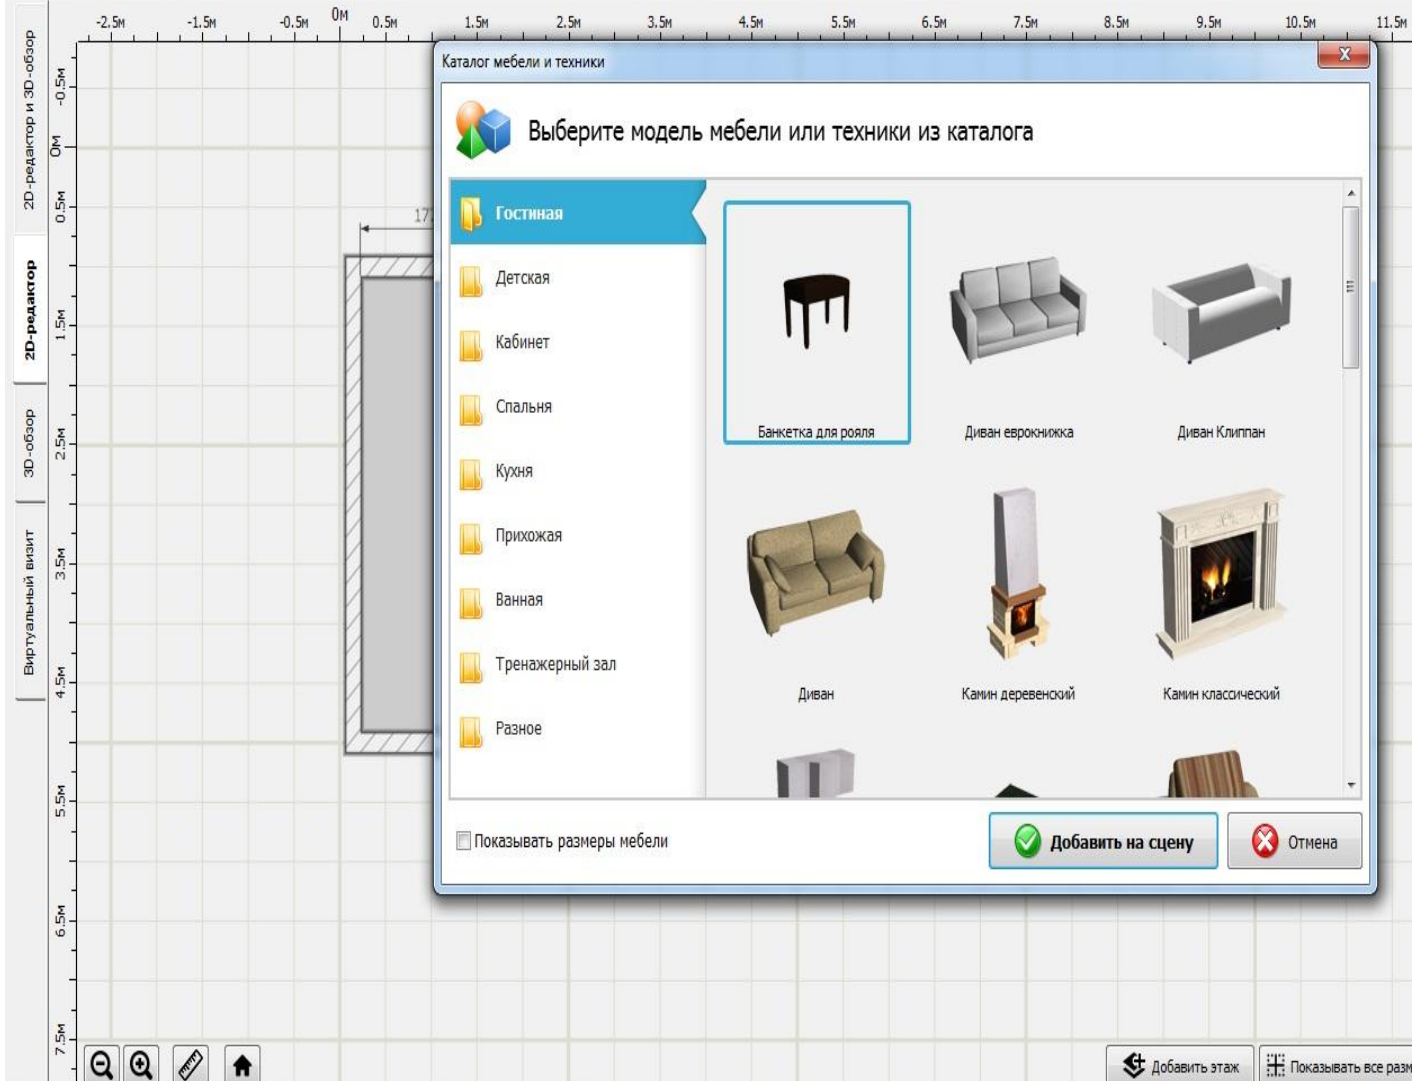 -2.5м -1.5м -0.5м 0м 0.5м 1.5м 2.5м 3.5м 4.5м 5.5м 6.5м 7.5м 8.5м 9.5м 10.5м 11.5м
2D-редактор и 3D-обзор
2D-редактор
3D-обзор
Виртуальный визит
-0.5м
0м
0.5м
1.5м
2.5м
3.5м
4.5м
5.5м
6.5м
7.5м
Каталог мебели и техники
Выберите модель мебели или техники из каталога
Гостиная
Детская
Кабинет
Спальня
Кухня
Прихожая
Ванная
Тренажерный зал
Разное
Банкетка для рояля
Диван еврокнижка
Диван Клиппан
Диван
Камин деревенский
Камин классический
Показывать размеры мебели
Добавить на сцену
Отмена
Добавить этаж
Показывать все разм